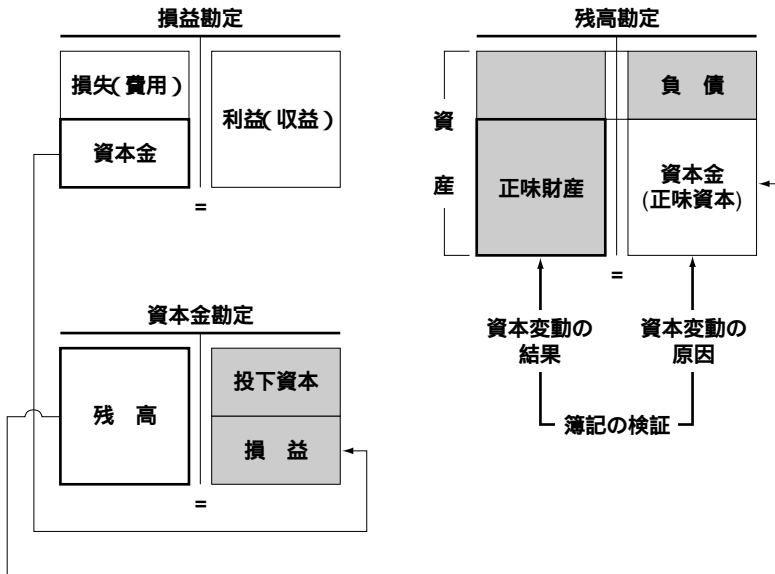 損益勘定
損失(費用)
資本金
利益(収益)
=
資本金勘定
残 高
投下資本
損 益
=
残高勘定
資
産
正味財産
負 債
資本金
(正味資本)
=
資本変動の
結果
資本変動の
原因
簿記の検証